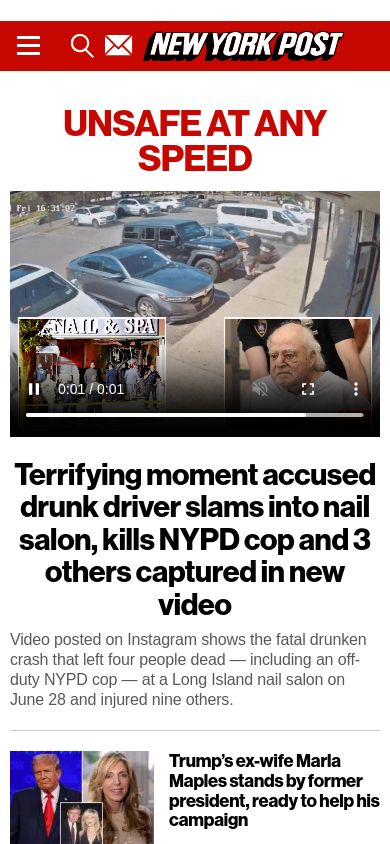 NEW YORK POST
UNSAFE AT ANY
SPEED
Fri 16:31:07
NAIL & SPA
0:01 / 0:01
Terrifying moment accused
drunk driver slams into nail
salon, kills NYPD cop and 3
others captured in new
video
Video posted on Instagram shows the fatal drunken
crash that left four people dead — including an off-
duty NYPD cop — at a Long Island nail salon on
June 28 and injured nine others.
Trump’s ex-wife Marla
Maples stands by former
president, ready to help his
campaign